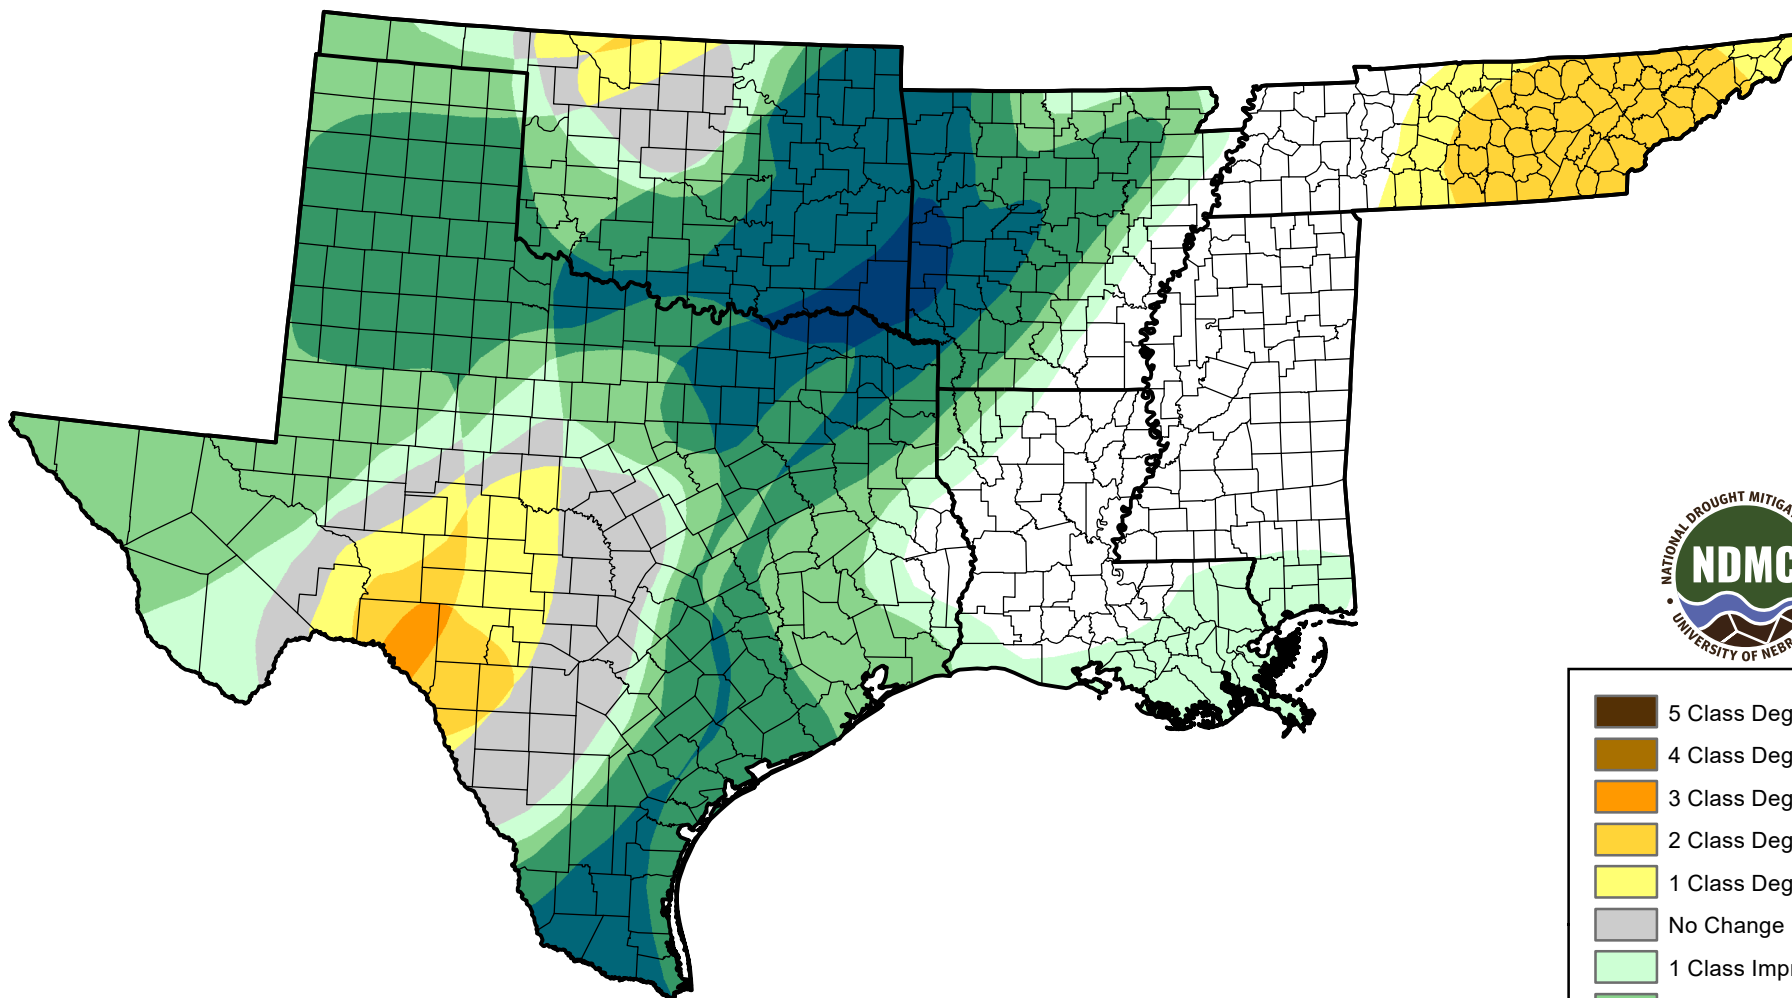 NATIONAL DROUGHT MITIGA
NDMC
UNIVERSITY OF NEBR
5 Class Deg
4 Class Deg
3 Class Deg
2 Class Deg
1 Class Deg
No Change
1 Class Impr